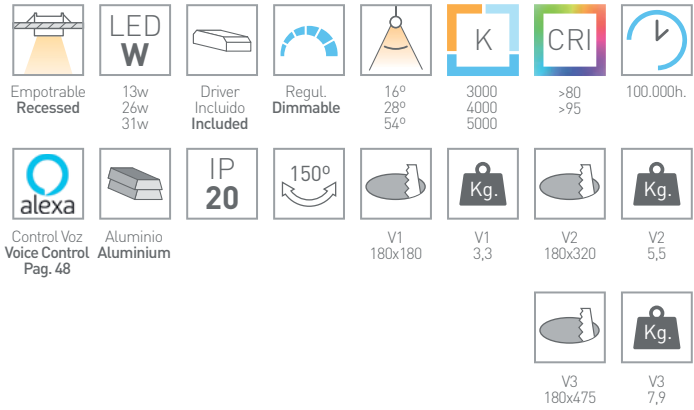 LED
W
K
CRI
Empotrable
Recessed
13w
26w
31w
Driver
Incluido
Included
Regul.
Dimmable
16º
28º
54º
3000
4000
5000
>80
>95
100.000h.
alexa
IP
20
150º
Kg.
Kg.
Control Voz
Voice Control
Pag. 48
Aluminio
Aluminium
V1
180x180
V1
3,3
V2
180x320
V2
5,5
Kg.
V3
180x475
V3
7,9